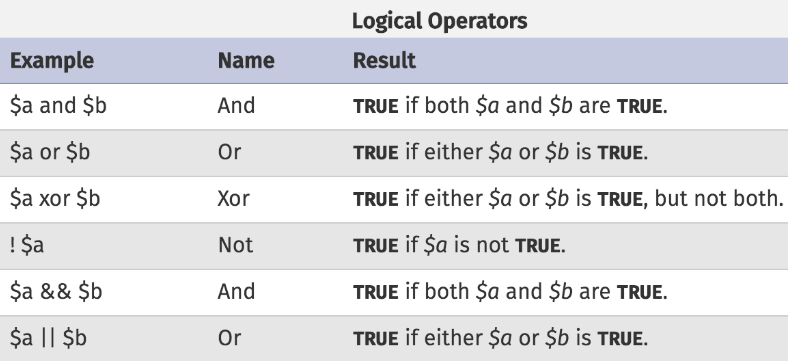 Logical Operators
Example Name Result
$a and $b And TRUE if both $a and $b are TRUE.
$a or $b Or TRUE if either $a or $b is TRUE.
$a xor $b Xor TRUE if either $a or $b is TRUE, but not both.
! $a Not TRUE if $a is not TRUE.
$a && $b And TRUE if both $a and $b are TRUE.
$a || $b Or TRUE if either $a or $b is TRUE.